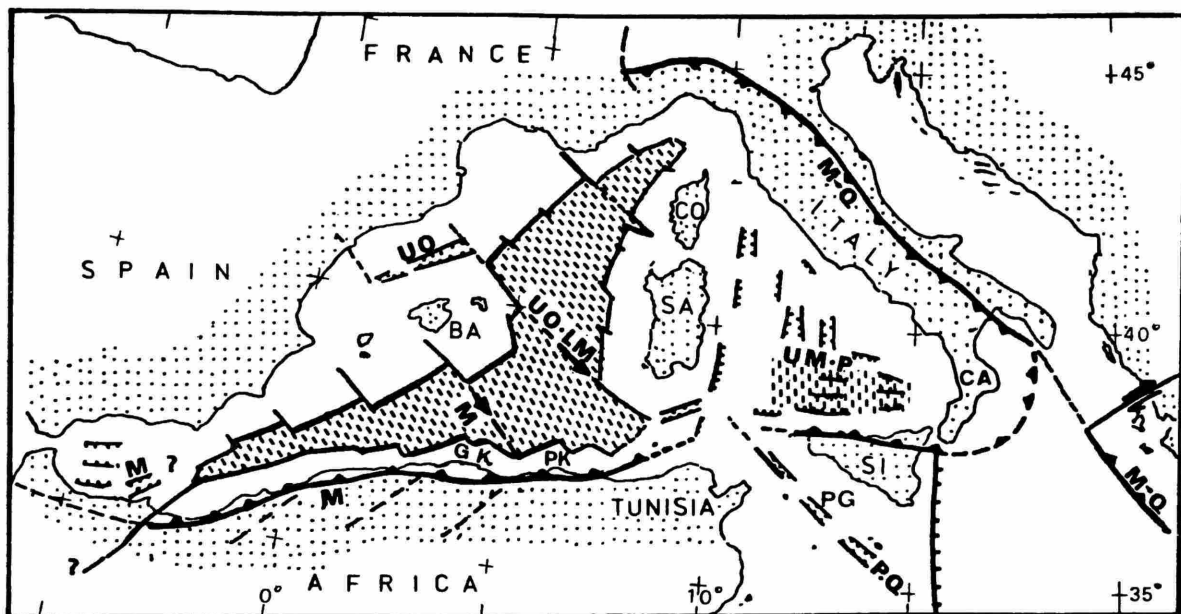 FRANCE
45°
M-Q
CO
ITALY
UO
SPAIN
SA
BA
UO-LM
40°
UM-P
CA
M
M
?
GK
PK
SI
M
TUNISIA
PG
M-Q
?
P.Q
AFRICA
0°
10°
35°